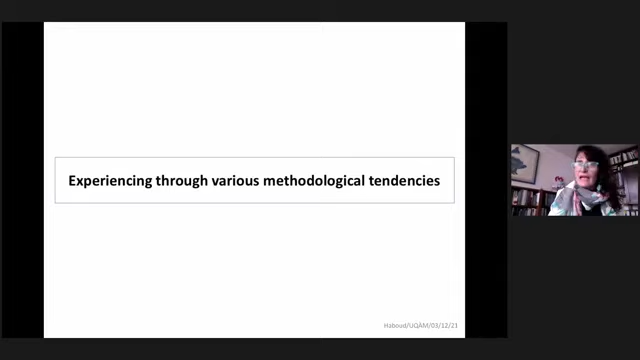 Experiencing through various methodological tendencies
Haboud/UQÀM/03/12/21